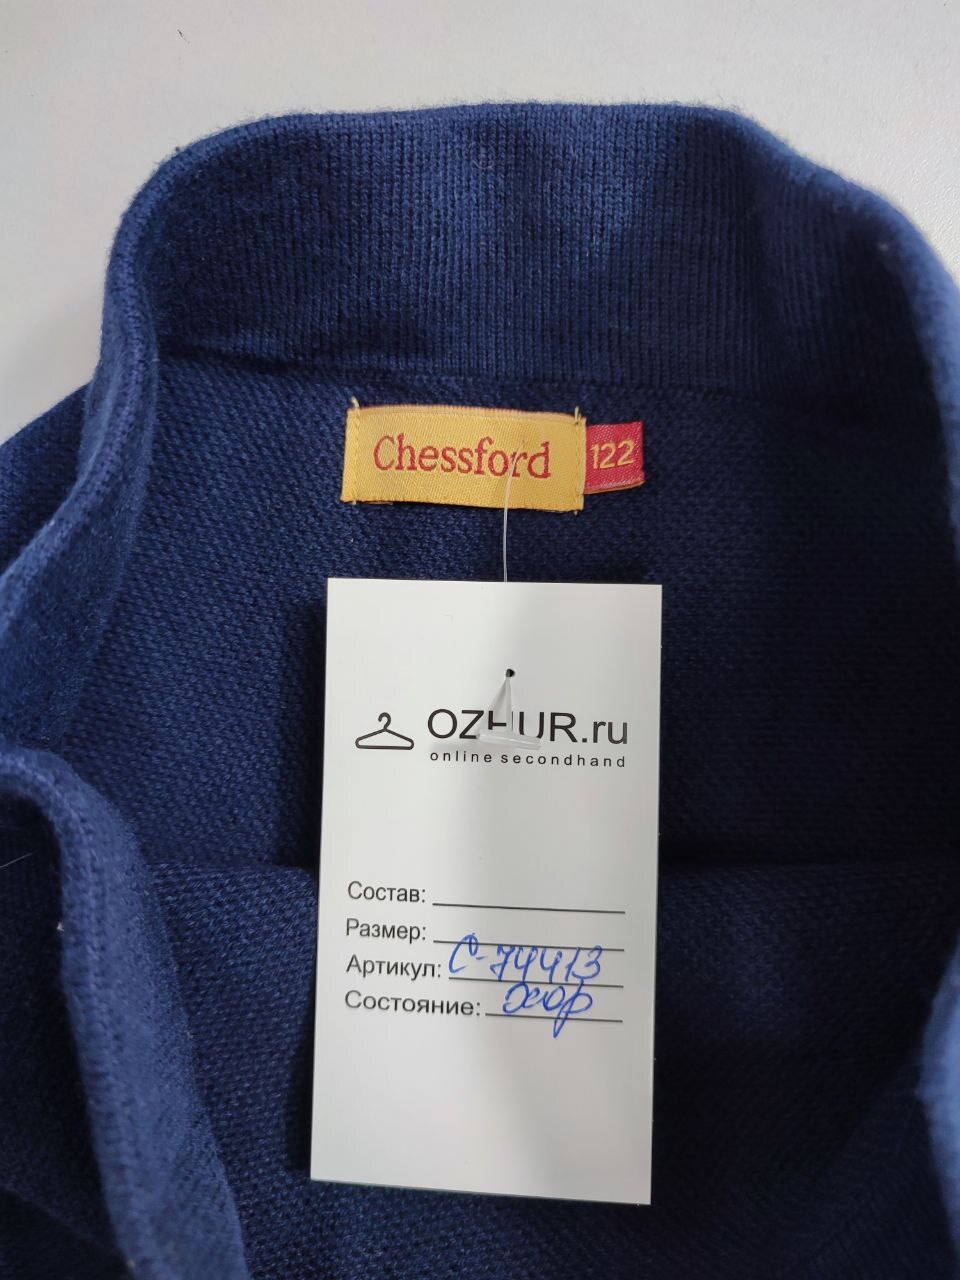 Chessford
122
OZHUR.ru
online secondhand
Состав:
Размер:
Артикул: С-74413
Состояние: хор